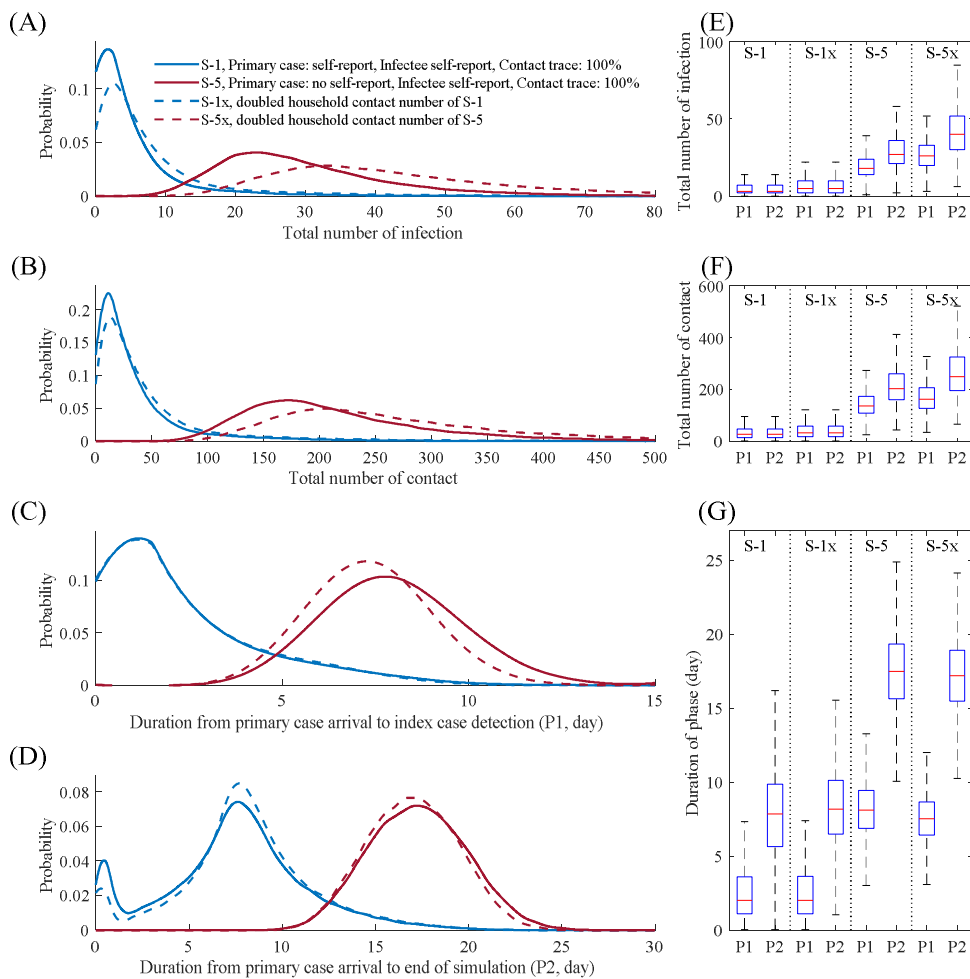 (A)
0.1
0.05
0
Probability
0 10 20 30 40 50 60 70 80
Total number of infection
S-1, Primary case: self-report, Infectee self-report, Contact trace: 100%
S-5, Primary case: no self-report, Infectee self-report, Contact trace: 100%
S-1x, doubled household contact number of S-1
S-5x, doubled household contact number of S-5
(B)
0.2
0.15
0.1
0.05
0
Probability
0 50 100 150 200 250 300 350 400 450 500
Total number of contact
(C)
0.1
0.05
0
Probability
0 5 10 15
Duration from primary case arrival to index case detection (P1, day)
(D)
0.08
0.06
0.04
0.02
0
Probability
0 5 10 15 20 25 30
Duration from primary case arrival to end of simulation (P2, day)
(E)
100
50
0
Total number of infection
S-1 S-1x S-5 S-5x
P1 P2 P1 P2 P1 P2 P1 P2
(F)
600
400
200
0
Total number of contact
S-1 S-1x S-5 S-5x
P1 P2 P1 P2 P1 P2 P1 P2
(G)
25
20
15
10
5
0
Duration of phase (day)
S-1 S-1x S-5 S-5x
P1 P2 P1 P2 P1 P2 P1 P2